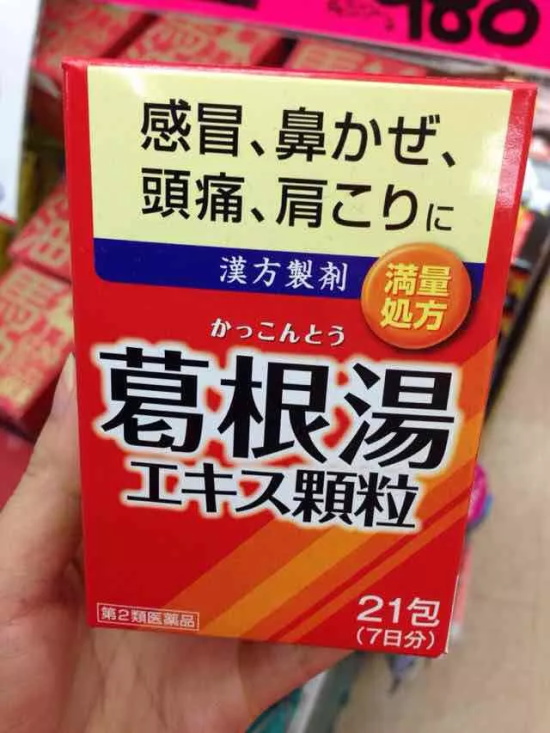 980
感冒、鼻かぜ、
頭痛、肩こりに
漢方製剤
満量
処方
かっこんとう
葛根湯
エキス顆粒
第2類医薬品
21包
(7日分)